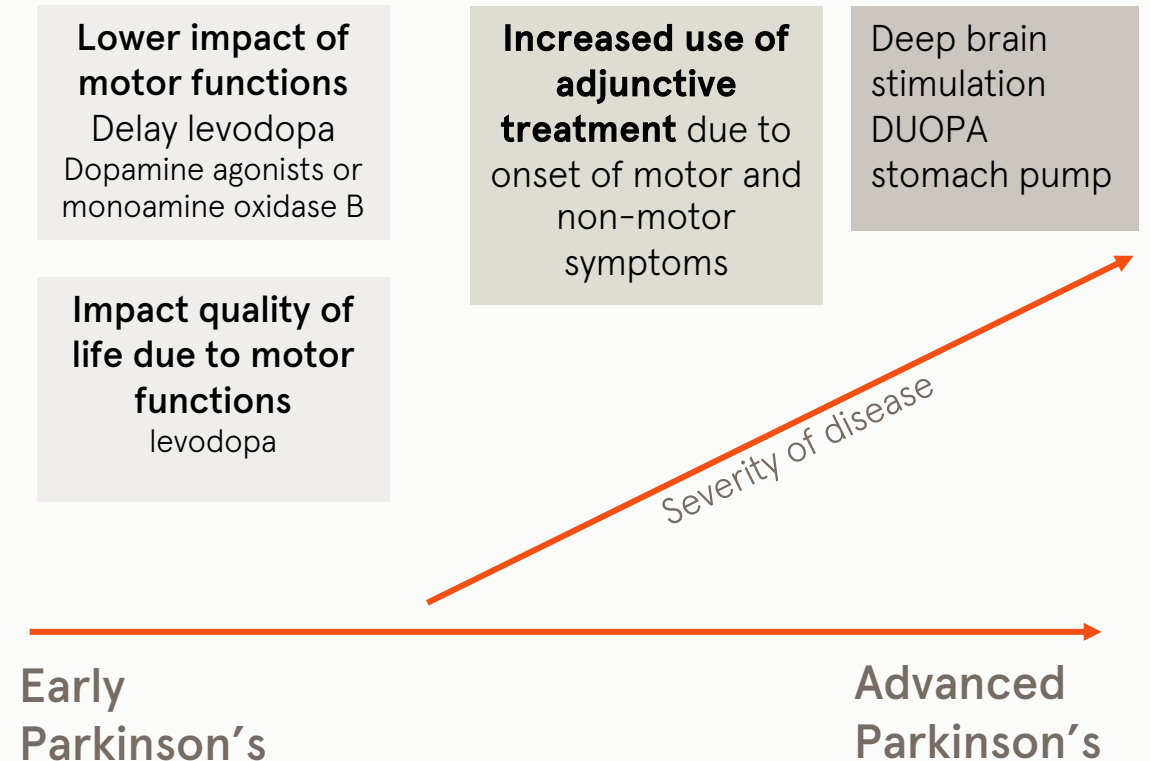 Lower impact of
motor functions
Delay levodopa
Dopamine agonists or
monoamine oxidase B
Impact quality of
life due to motor
functions
levodopa
Increased use of
adjunctive
treatment due to
onset of motor and
non-motor
symptoms
Deep brain
stimulation
DUOPA
stomach pump
Severity of disease
Early
Parkinson’s
Advanced
Parkinson’s